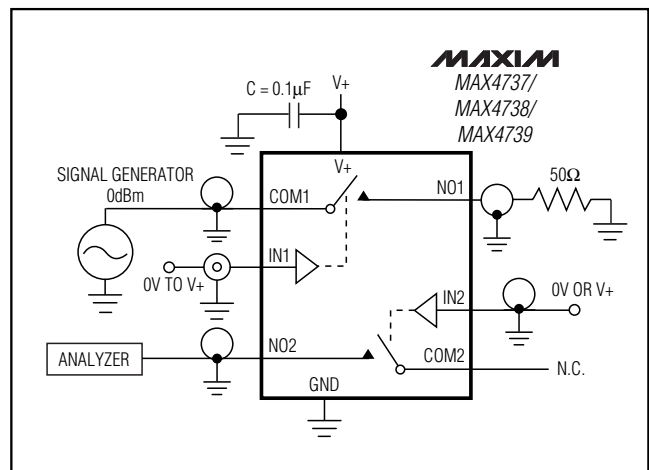 MAXIM
MAX4737/
MAX4738/
MAX4739
V+
C = 0.1µF
V+
SIGNAL GENERATOR
0dBm
COM1
NO1
50Ω
IN1
0V TO V+
IN2
0V OR V+
ANALYZER
NO2
COM2
N.C.
GND